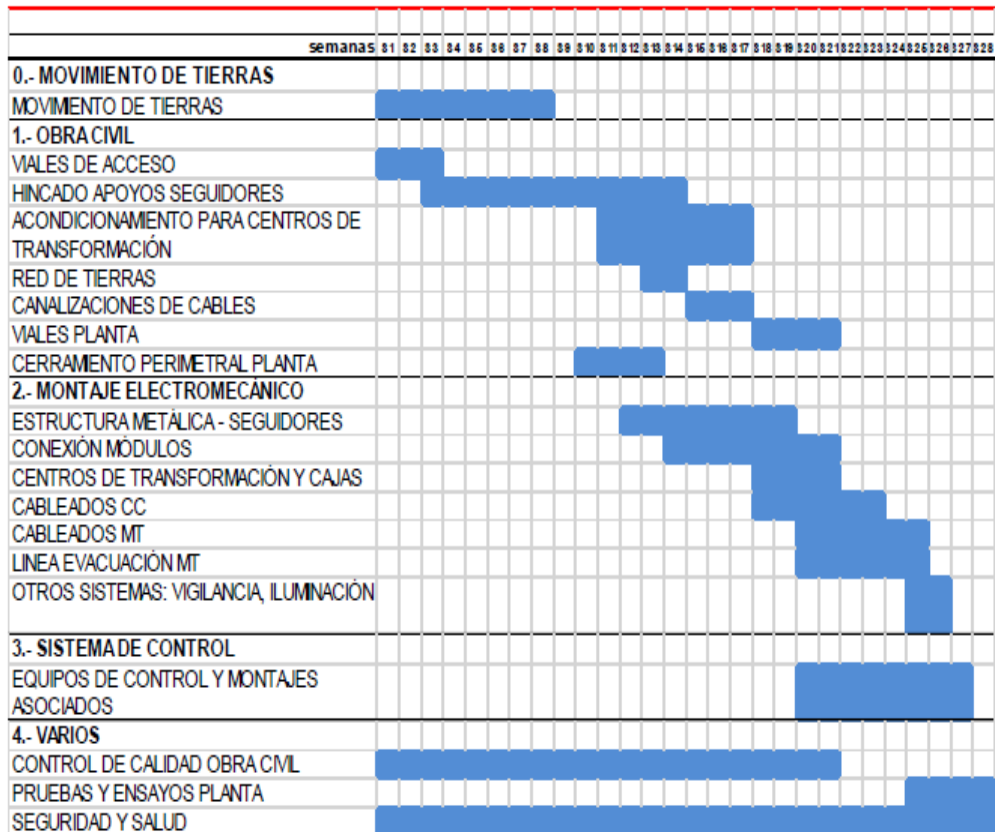 semanas S1 S2 S3 S4 S5 S6 S7 S8 S9 S10 S11 S12 S13 S14 S15 S16 S17 S18 S19 S20 S21 S22 S23 S24 S25 S26 S27 S28
0.- MOVIMIENTO DE TIERRAS
MOVIMIENTO DE TIERRAS
1.- OBRA CIVIL
VIALES DE ACCESO
HINCADO APOYOS SEGUIDORES
ACONDICIONAMIENTO PARA CENTROS DE
TRANSFORMACIÓN
RED DE TIERRAS
CANALIZACIONES DE CABLES
VIALES PLANTA
CERRAMIENTO PERIMETRAL PLANTA
2.- MONTAJE ELECTROMECÁNICO
ESTRUCTURA METÁLICA - SEGUIDORES
CONEXIÓN MÓDULOS
CENTROS DE TRANSFORMACIÓN Y CAJAS
CABLEADOS CC
CABLEADOS MT
LINEA EVACUACIÓN MT
OTROS SISTEMAS: VIGILANCIA, ILUMINACIÓN
3.- SISTEMA DE CONTROL
EQUIPOS DE CONTROL Y MONTAJES
ASOCIADOS
4.- VARIOS
CONTROL DE CALIDAD OBRA CIVIL
PRUEBAS Y ENSAYOS PLANTA
SEGURIDAD Y SALUD